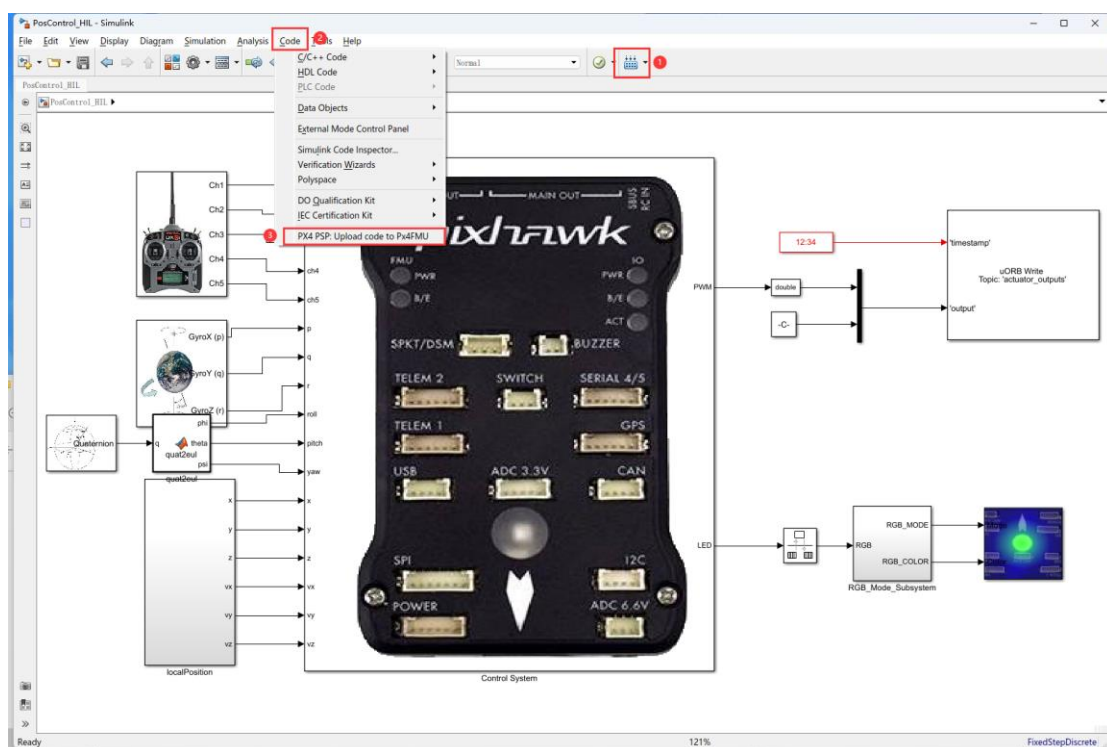 PosControl_HIL - Simulink
File Edit View Display Diagram Simulation Analysis Code Help
2
Normal
1
PosControl_HIL
PosControl_HIL
C/C++ Code
HDL Code
PLC Code
Data Objects
External Mode Control Panel
Simulink Code Inspector...
Verification Wizards
Polyspace
DO Qualification Kit
IEC Certification Kit
3 PX4 PSP: Upload code to Px4FMU
Ch1
Ch2
Ch3
Ch4
Ch5
ch4
ch5
MAIN OUT
SBUS
RC IN
FMU
PWR
B/E
IO
PWR
B/E
ACT
SPKT/DSM
BUZZER
TELEM 2
SWITCH
SERIAL 4/5
TELEM 1
GPS
USB
ADC 3.3V
CAN
SPI
I2C
POWER
ADC 6.6V
GyroX (p)
GyroY (q)
GyroZ (r)
p
q
r
roll
pitch
yaw
x
y
z
vx
vy
vz
Quaternion
q
phi
theta
psi
quat2eul
quat2eul
x
y
z
vx
vy
vz
localPosition
Control System
PWM
LED
12:34
double
-C-
'timestamp'
uORB Write
Topic: 'actuator_outputs'
'output'
RGB
RGB_MODE
RGB_COLOR
RGB_Mode_Subsystem
Ready
121%
FixedStepDiscrete